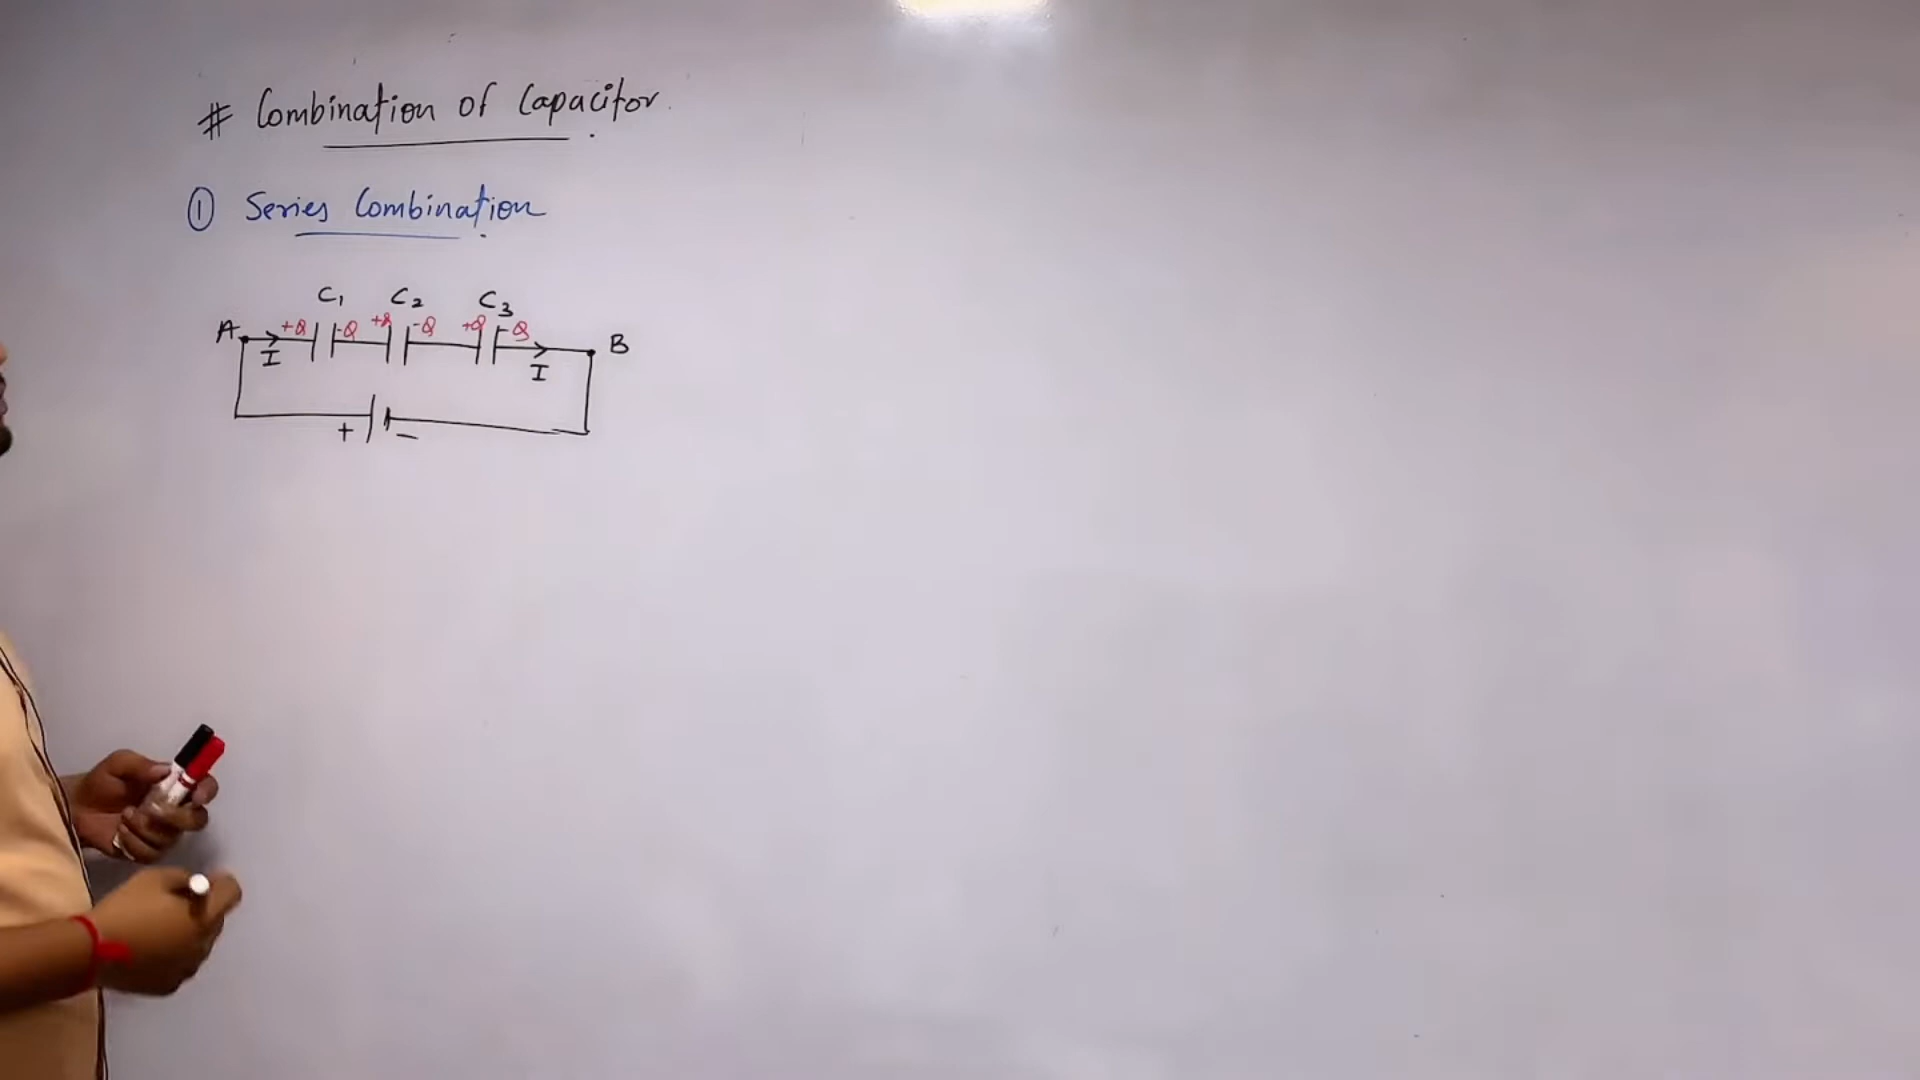 # Combination of Capacitor
① Series Combination
C₁ C₂ C₃
A +Q -Q +Q -Q +Q -Q B
I I
+ −